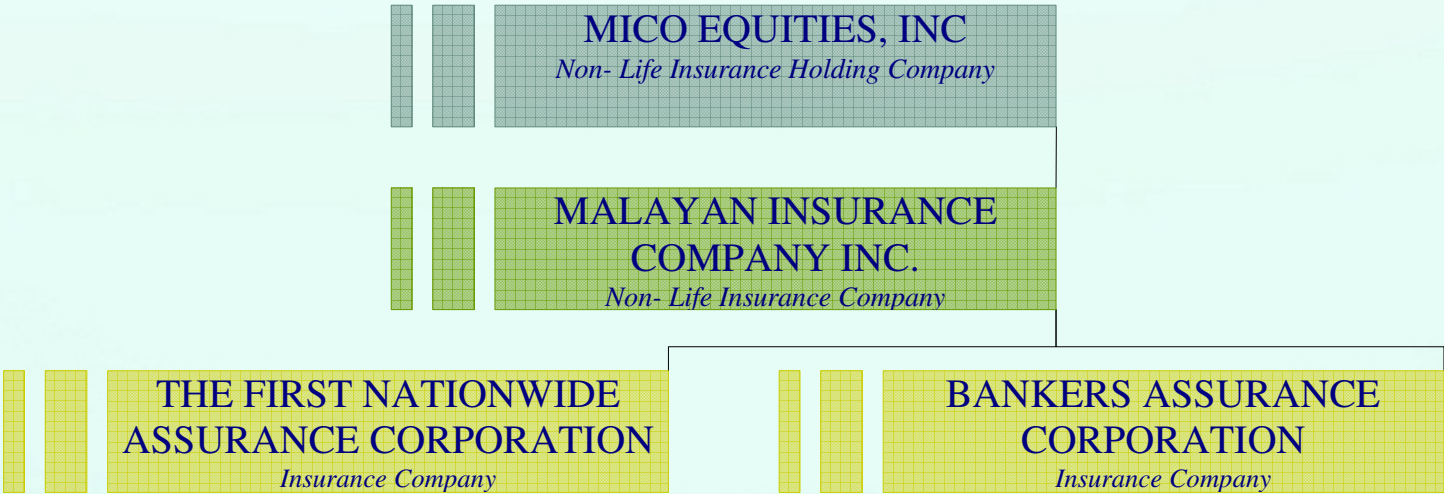 MICO EQUITIES, INC
Non- Life Insurance Holding Company
MALAYAN INSURANCE
COMPANY INC.
Non- Life Insurance Company
THE FIRST NATIONWIDE
ASSURANCE CORPORATION
Insurance Company
BANKERS ASSURANCE
CORPORATION
Insurance Company